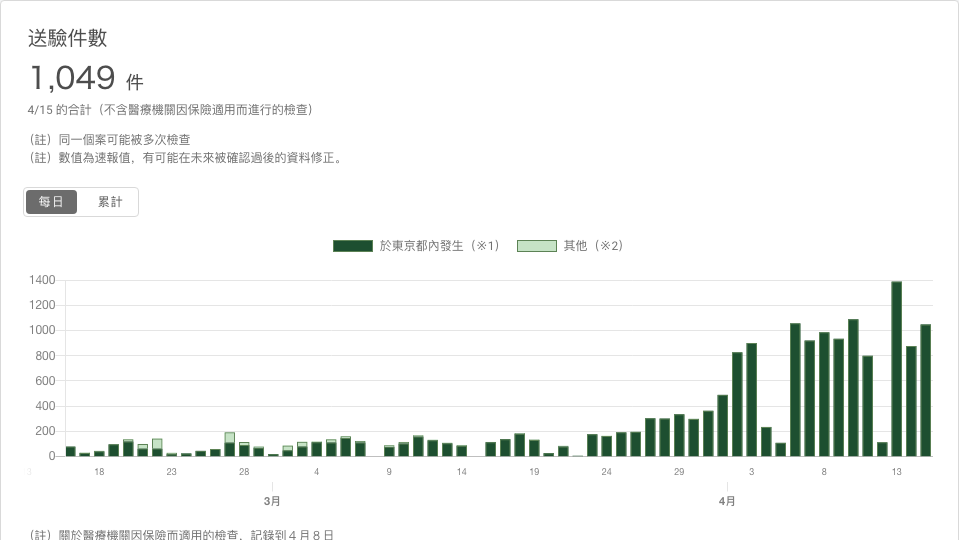 送驗件數
1,049 件
4/15 的合計（不含醫療機關因保險適用而進行的檢查）
（註）同一個案可能被多次檢查
（註）數值為速報值，有可能在未來被確認過後的資料修正。
每日 累計
於東京都內發生（※1） 其他（※2）
1400
1200
1000
800
600
400
200
0
3 18 23 28 4 9 14 19 24 29 3 8 13
3月 4月
（註）關於醫療機關因保險而適用的檢查，記錄到４月８日